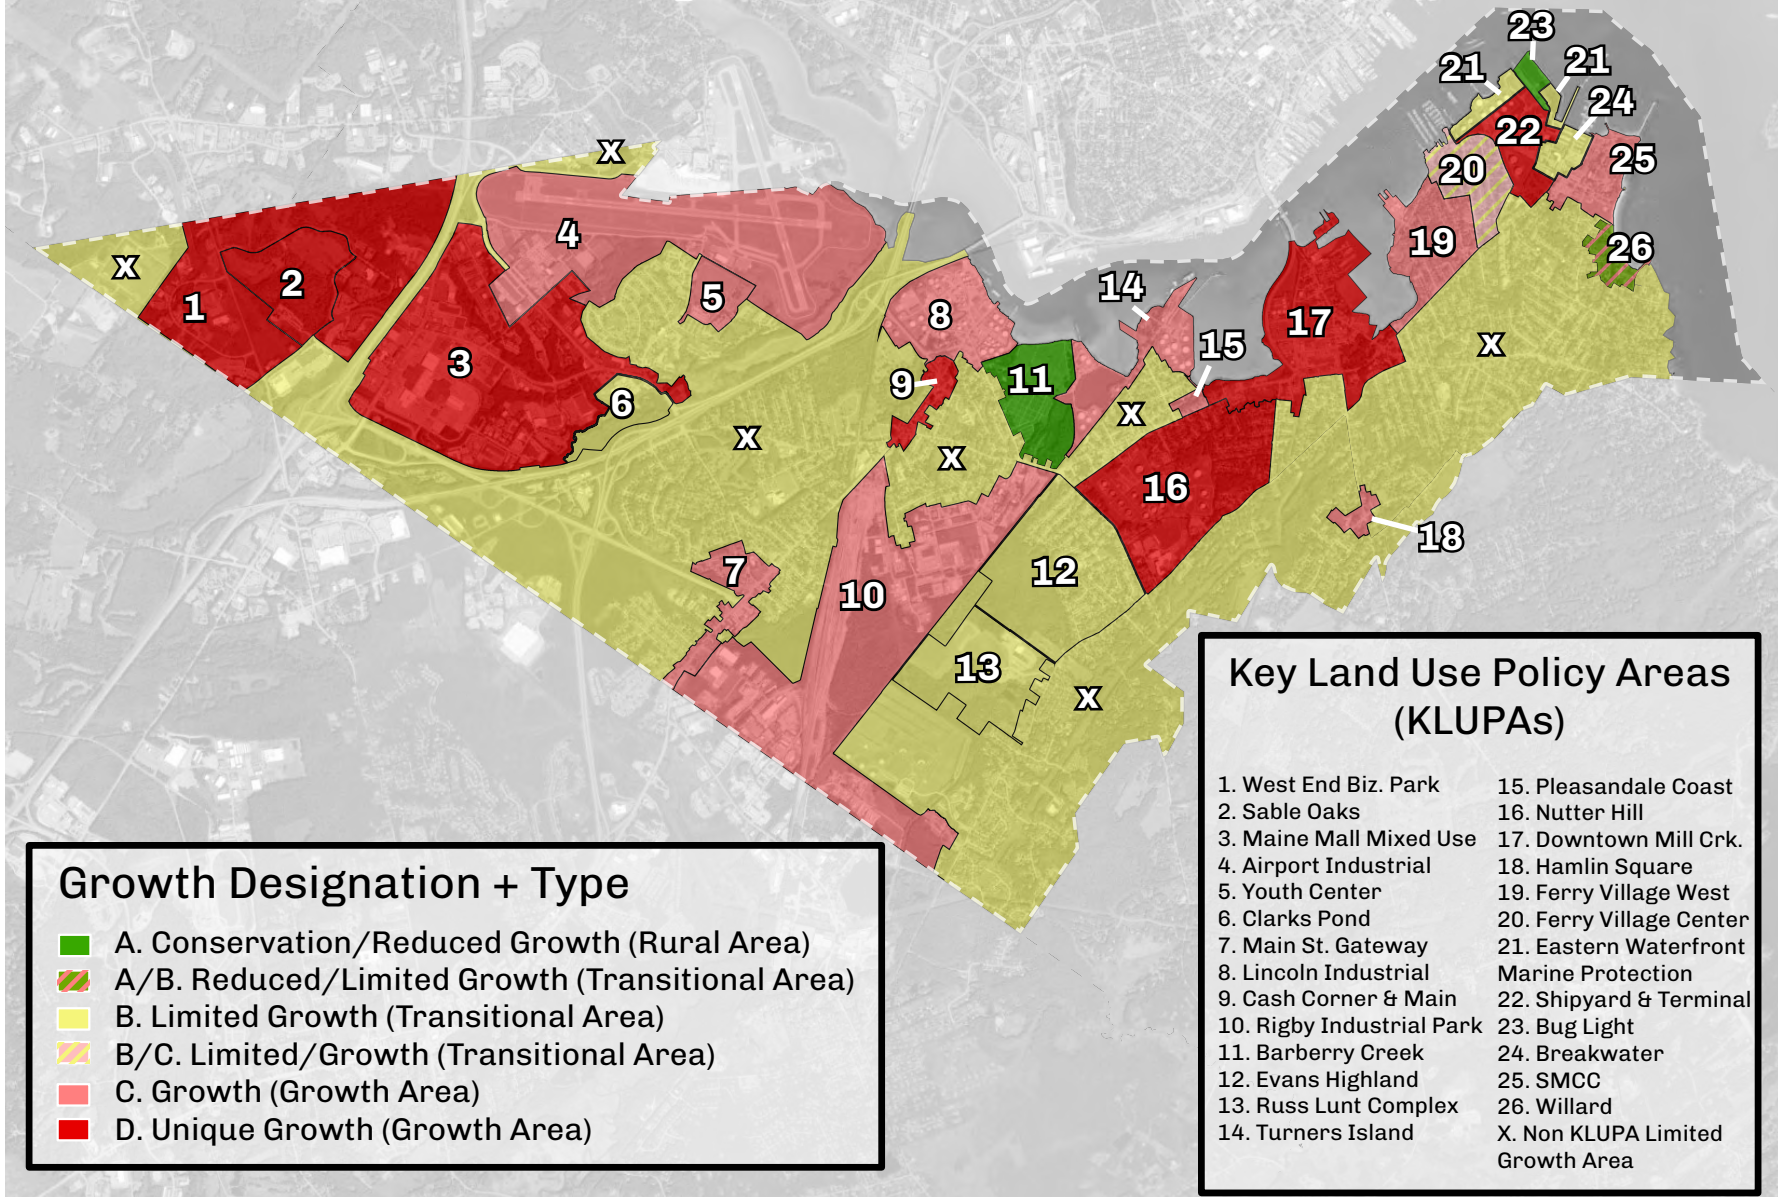 23
21
21
24
22
x
25
20
4
19
26
x
2
5
14
1
8
17
15
x
3
11
9
6
x
x
x
16
18
7
12
10
13
x
Key Land Use Policy Areas
(KLUPAs)
1. West End Biz. Park
2. Sable Oaks
3. Maine Mall Mixed Use
4. Airport Industrial
5. Youth Center
6. Clarks Pond
7. Main St. Gateway
8. Lincoln Industrial
9. Cash Corner & Main
10. Rigby Industrial Park
11. Barberry Creek
12. Evans Highland
13. Russ Lunt Complex
14. Turners Island
15. Pleasandale Coast
16. Nutter Hill
17. Downtown Mill Crk.
18. Hamlin Square
19. Ferry Village West
20. Ferry Village Center
21. Eastern Waterfront
Marine Protection
22. Shipyard & Terminal
23. Bug Light
24. Breakwater
25. SMCC
26. Willard
X. Non KLUPA Limited
Growth Area
Growth Designation + Type
A. Conservation/Reduced Growth (Rural Area)
A/B. Reduced/Limited Growth (Transitional Area)
B. Limited Growth (Transitional Area)
B/C. Limited/Growth (Transitional Area)
C. Growth (Growth Area)
D. Unique Growth (Growth Area)